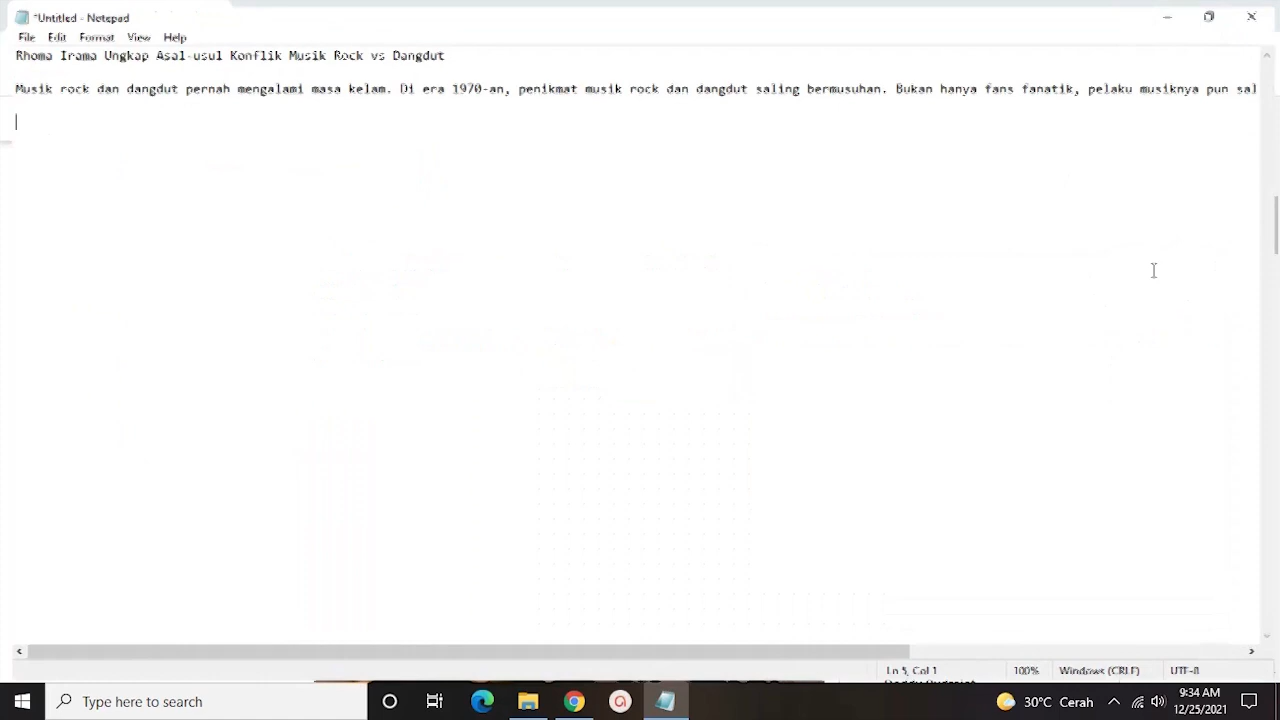 *Untitled - Notepad
File Edit Format View Help
Rhoma Irama Ungkap Asal-usul Konflik Musik Rock vs Dangdut
Musik rock dan dangdut pernah mengalami masa kelam. Di era 1970-an, penikmat musik rock dan dangdut saling bermusuhan. Bukan hanya fans fanatik, pelaku musiknya pun sal
Ln 5, Col 1 100% Windows (CRLF) UTF-8
Type here to search
30°C Cerah
9:34 AM
12/25/2021